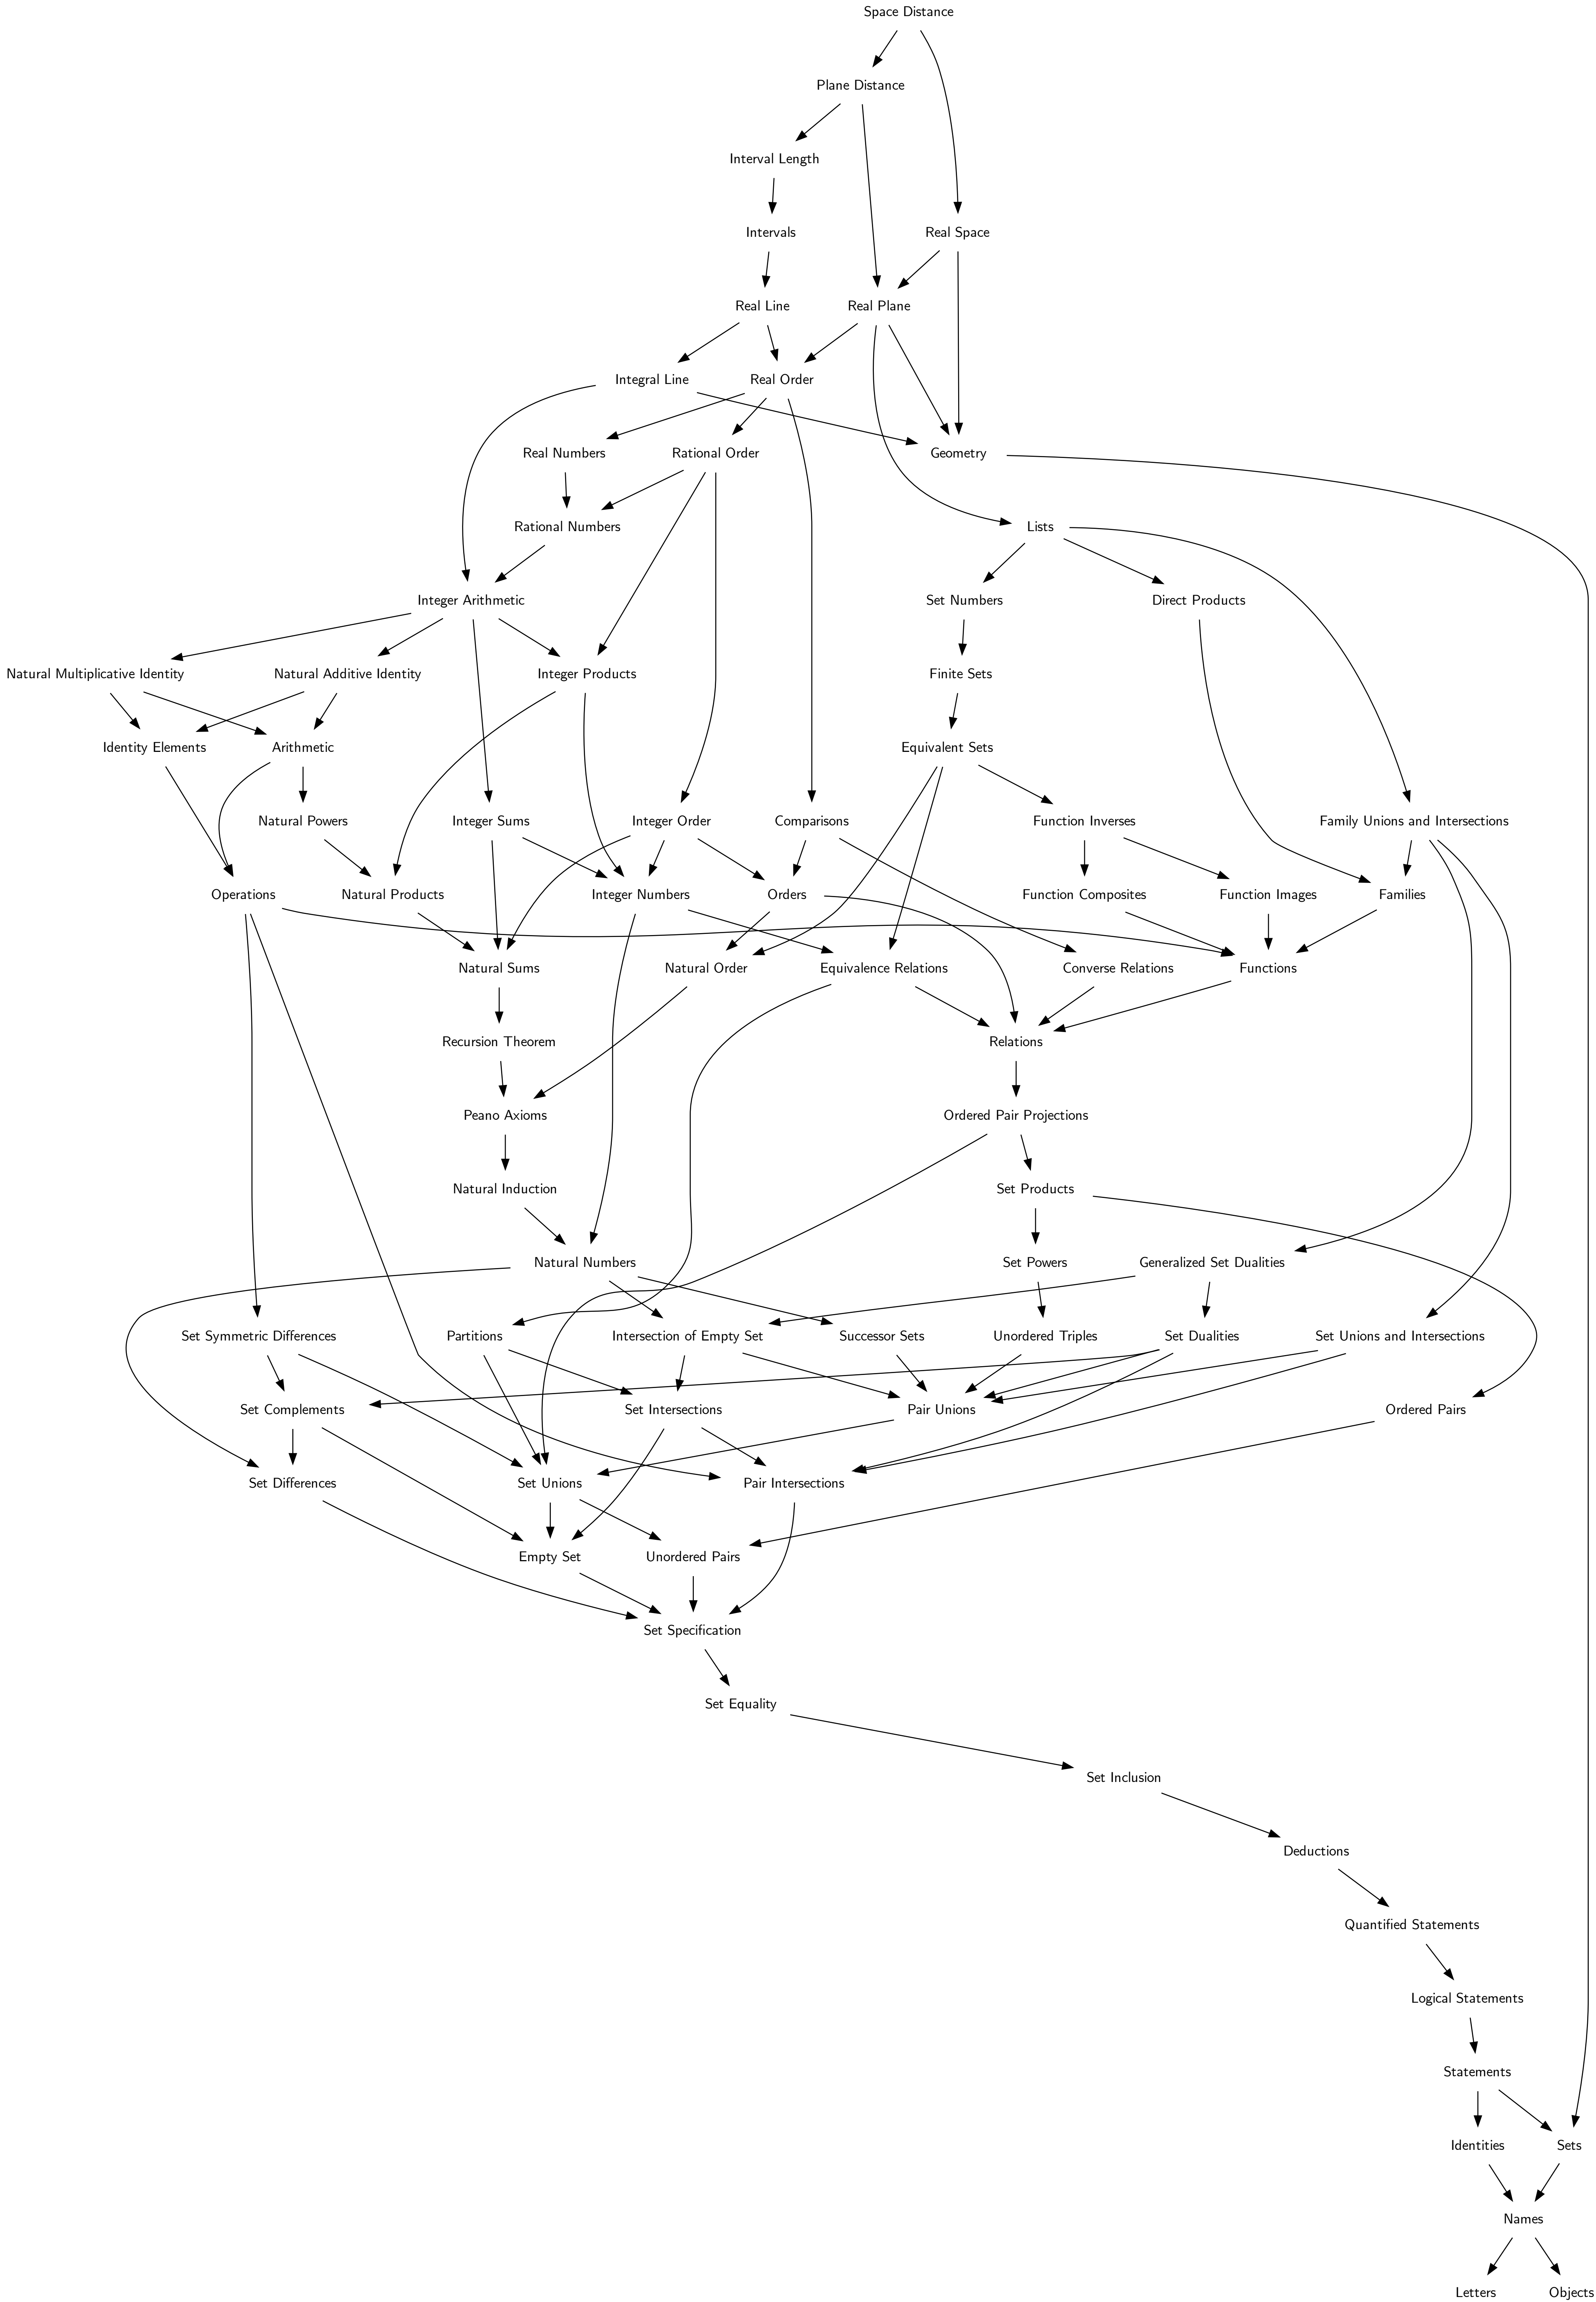 Space Distance
Plane Distance
Interval Length
Intervals
Real Space
Real Line
Real Plane
Integral Line
Real Order
Real Numbers
Rational Order
Geometry
Rational Numbers
Lists
Integer Arithmetic
Set Numbers
Direct Products
Natural Multiplicative Identity
Natural Additive Identity
Integer Products
Finite Sets
Identity Elements
Arithmetic
Equivalent Sets
Natural Powers
Integer Sums
Integer Order
Comparisons
Function Inverses
Family Unions and Intersections
Operations
Natural Products
Integer Numbers
Orders
Function Composites
Function Images
Families
Natural Sums
Natural Order
Equivalence Relations
Converse Relations
Functions
Recursion Theorem
Relations
Peano Axioms
Ordered Pair Projections
Natural Induction
Set Products
Natural Numbers
Set Powers
Generalized Set Dualities
Set Symmetric Differences
Partitions
Intersection of Empty Set
Successor Sets
Unordered Triples
Set Dualities
Set Unions and Intersections
Set Complements
Set Intersections
Pair Unions
Ordered Pairs
Set Differences
Set Unions
Pair Intersections
Empty Set
Unordered Pairs
Set Specification
Set Equality
Set Inclusion
Deductions
Quantified Statements
Logical Statements
Statements
Identities
Sets
Names
Letters
Objects